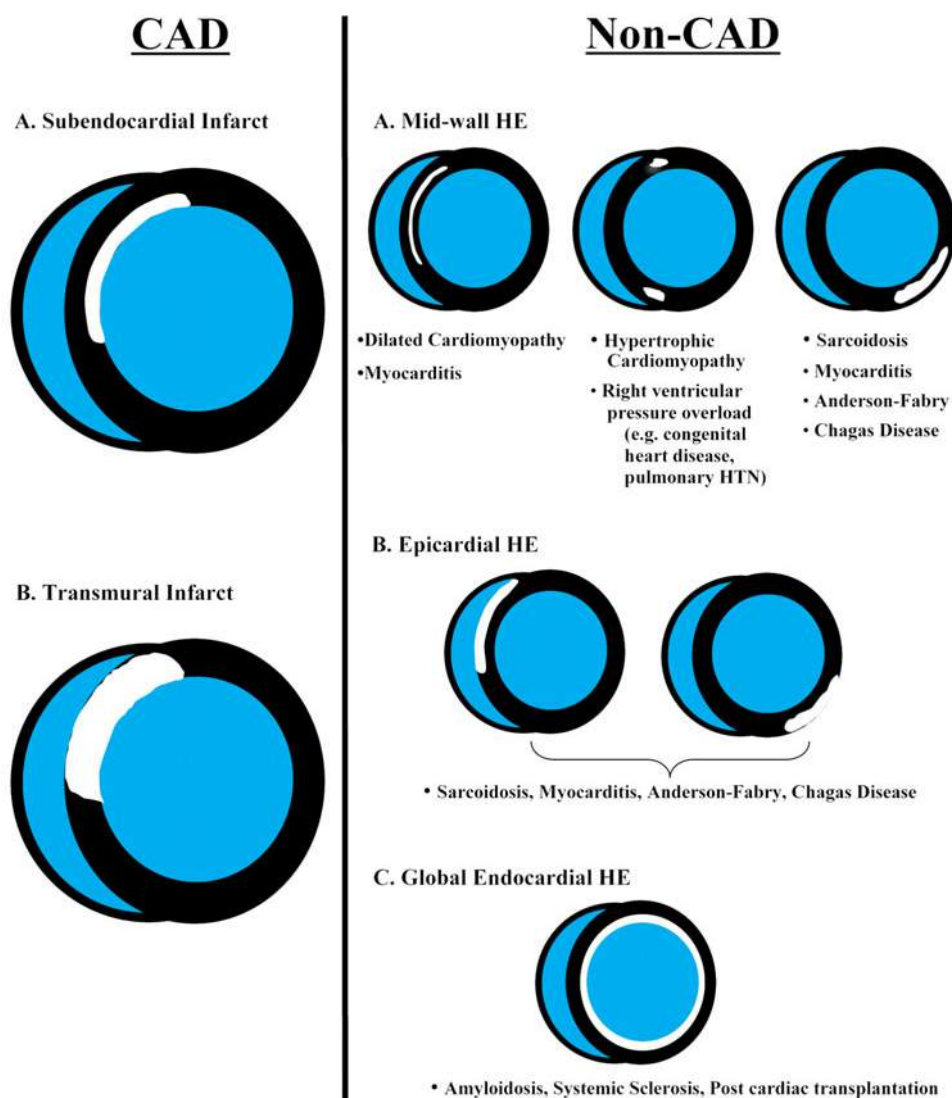 CAD
A. Subendocardial Infarct
B. Transmural Infarct
Non-CAD
A. Mid-wall HE
•Dilated Cardiomyopathy
•Myocarditis
• Hypertrophic
Cardiomyopathy
• Right ventricular
pressure overload
(e.g. congenital
heart disease,
pulmonary HTN)
• Sarcoidosis
• Myocarditis
• Anderson-Fabry
• Chagas Disease
B. Epicardial HE
• Sarcoidosis, Myocarditis, Anderson-Fabry, Chagas Disease
C. Global Endocardial HE
• Amyloidosis, Systemic Sclerosis, Post cardiac transplantation